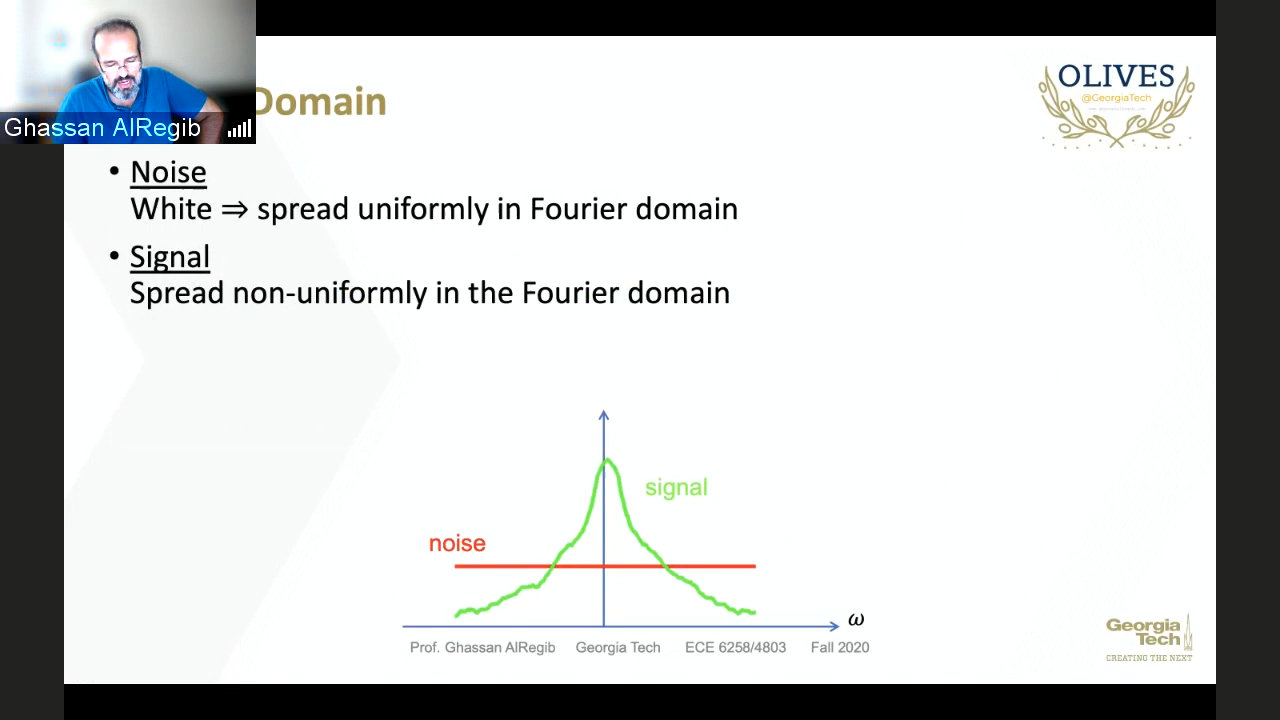 Ghassan AlRegib
Domain
OLIVES
@GeorgiaTech
• Noise
White ⇒ spread uniformly in Fourier domain
• Signal
Spread non-uniformly in the Fourier domain
signal
noise
ω
Prof. Ghassan AlRegib Georgia Tech ECE 6258/4803 Fall 2020
Georgia
Tech
CREATING THE NEXT